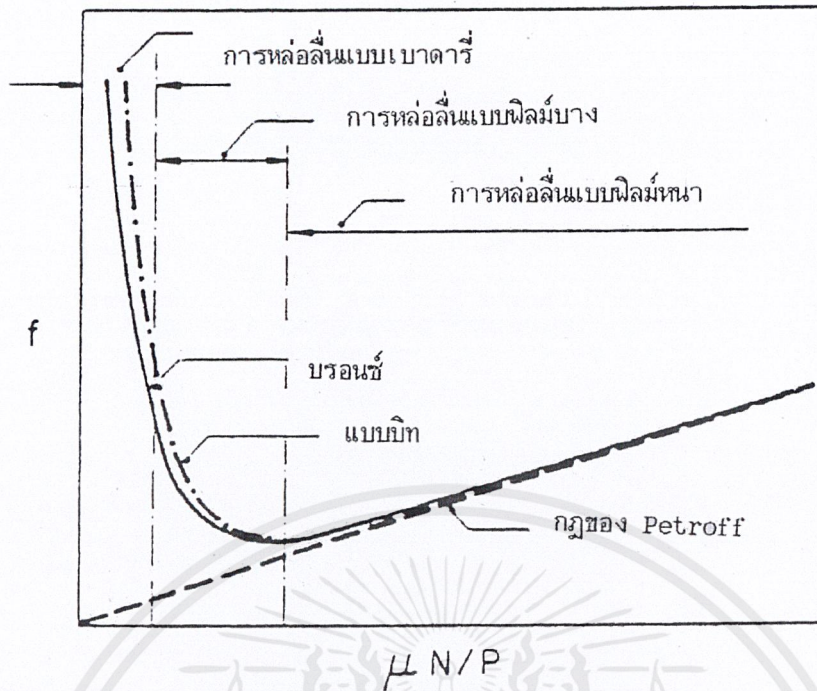 การหล่อลื่นแบบเบาดารี่
การหล่อลื่นแบบฟิลม์บาง
การหล่อลื่นแบบฟิลม์หนา
f
บรอนซ์
แบบบิท
กฎของ Petroff
μ N/P